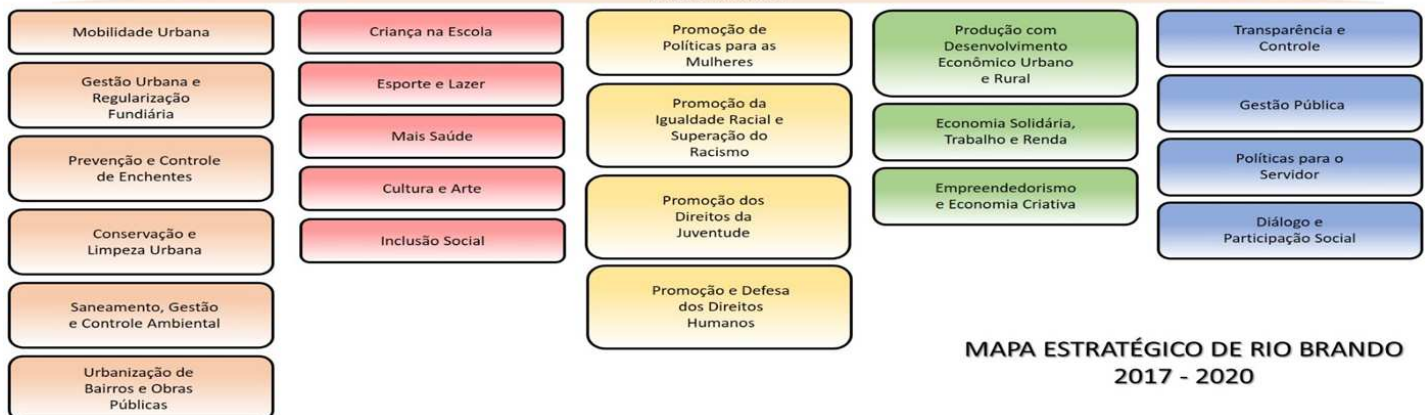 Mobilidade Urbana
Gestão Urbana e
Regularização
Fundiária
Prevenção e Controle
de Enchentes
Conservação e
Limpeza Urbana
Saneamento, Gestão
e Controle Ambiental
Urbanização de
Bairros e Obras
Públicas
Criança na Escola
Esporte e Lazer
Mais Saúde
Cultura e Arte
Inclusão Social
Promoção de
Políticas para as
Mulheres
Promoção da
Igualdade Racial e
Superação do
Racismo
Promoção dos
Direitos da
Juventude
Promoção e Defesa
dos Direitos
Humanos
Produção com
Desenvolvimento
Econômico Urbano
e Rural
Economia Solidária,
Trabalho e Renda
Empreendedorismo
e Economia Criativa
Transparência e
Controle
Gestão Pública
Políticas para o
Servidor
Diálogo e
Participação Social
MAPA ESTRATÉGICO DE RIO BRANDO
2017 - 2020